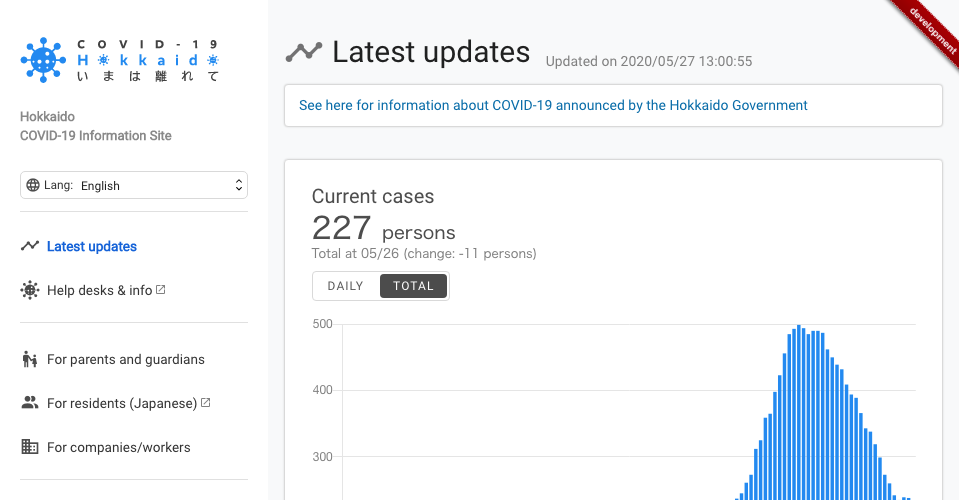 COVID-19
Hokkaido
いまは離れて
Hokkaido
COVID-19 Information Site
Lang: English
Latest updates
Help desks & info
For parents and guardians
For residents (Japanese)
For companies/workers
development
Latest updates
Updated on 2020/05/27 13:00:55
See here for information about COVID-19 announced by the Hokkaido Government
Current cases
227 persons
Total at 05/26 (change: -11 persons)
DAILY
TOTAL
500
400
300